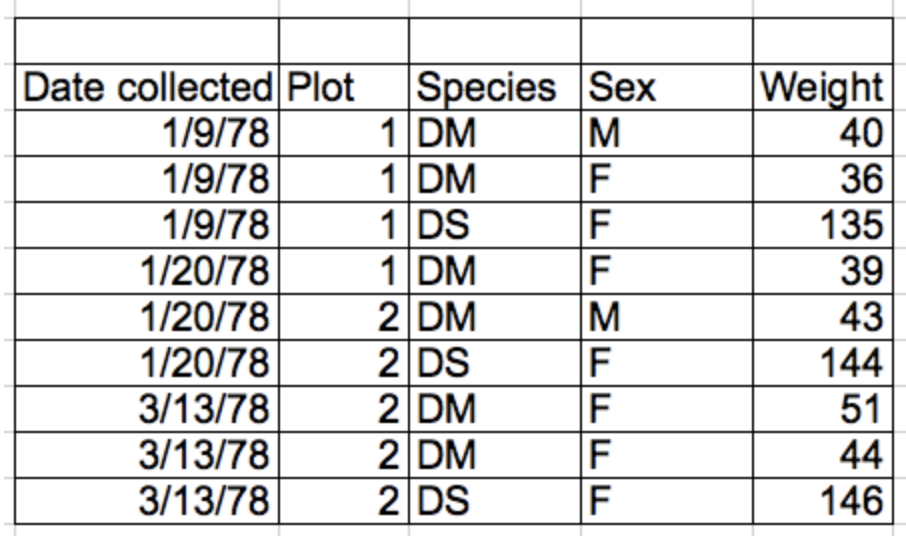 Date collected Plot Species Sex Weight
1/9/78 1 DM M 40
1/9/78 1 DM F 36
1/9/78 1 DS F 135
1/20/78 1 DM F 39
1/20/78 2 DM M 43
1/20/78 2 DS F 144
3/13/78 2 DM F 51
3/13/78 2 DM F 44
3/13/78 2 DS F 146